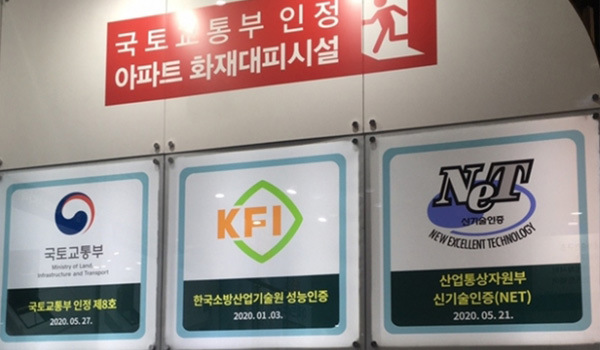 국토교통부 인정
아파트 화재대피시설
국토교통부
Ministry of Land,
Infrastructure and Transport
국토교통부 인정 제8호
2020. 05. 27.
KFI
한국소방산업기술원 성능인증
2020. 01 .03.
NeT
신기술인증
NEW EXCELLENT TECHNOLOGY
산업통상자원부
신기술인증(NET)
2020. 05. 21.